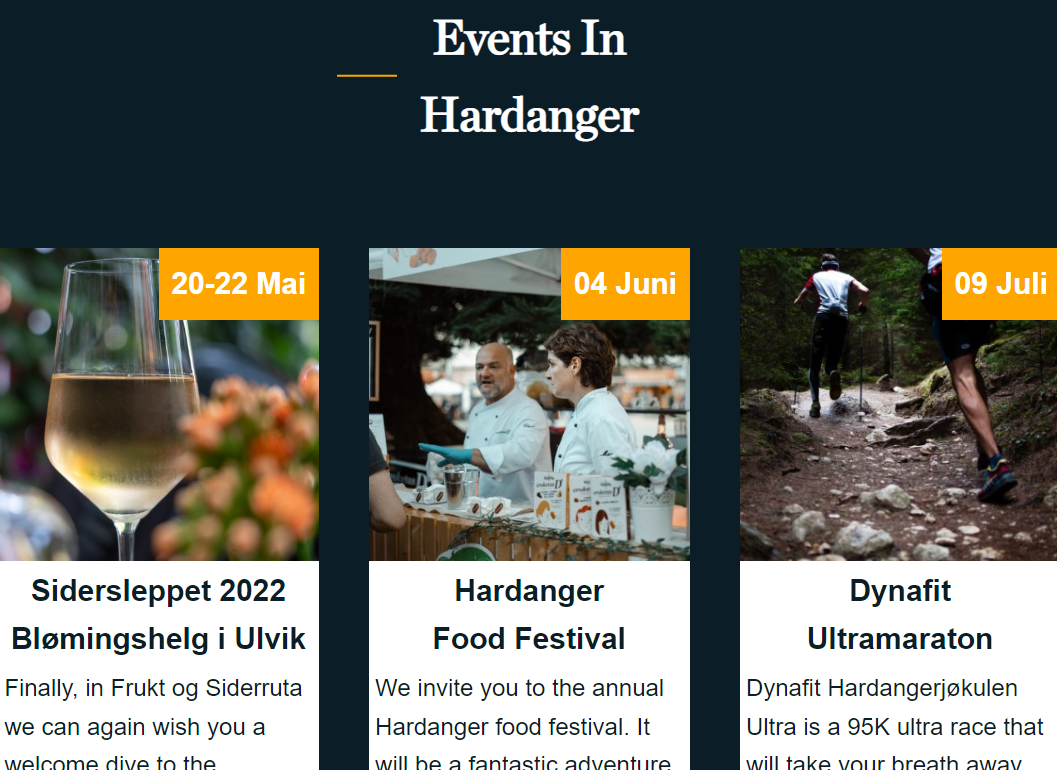 Events In
Hardanger
20-22 Mai
04 Juni
09 Juli
Sidersleppet 2022
Blømingshelg i Ulvik
Finally, in Frukt og Siderruta
we can again wish you a
welcome dive to the
Hardanger
Food Festival
We invite you to the annual
Hardanger food festival. It
will be a fantastic adventure
Dynafit
Ultramaraton
Dynafit Hardangerjøkulen
Ultra is a 95K ultra race that
will take your breath away